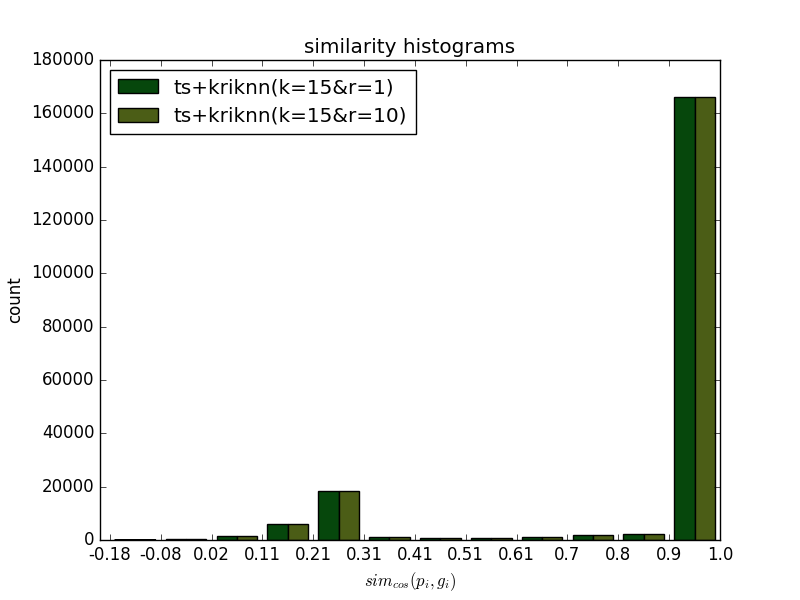 similarity histograms
180000
160000
140000
120000
100000
80000
60000
40000
20000
0
count
ts+kriknn(k=15&r=1)
ts+kriknn(k=15&r=10)
-0.18 -0.08 0.02 0.11 0.21 0.31 0.41 0.51 0.61 0.7 0.8 0.9 1.0
sim_cos(p_i, g_i)